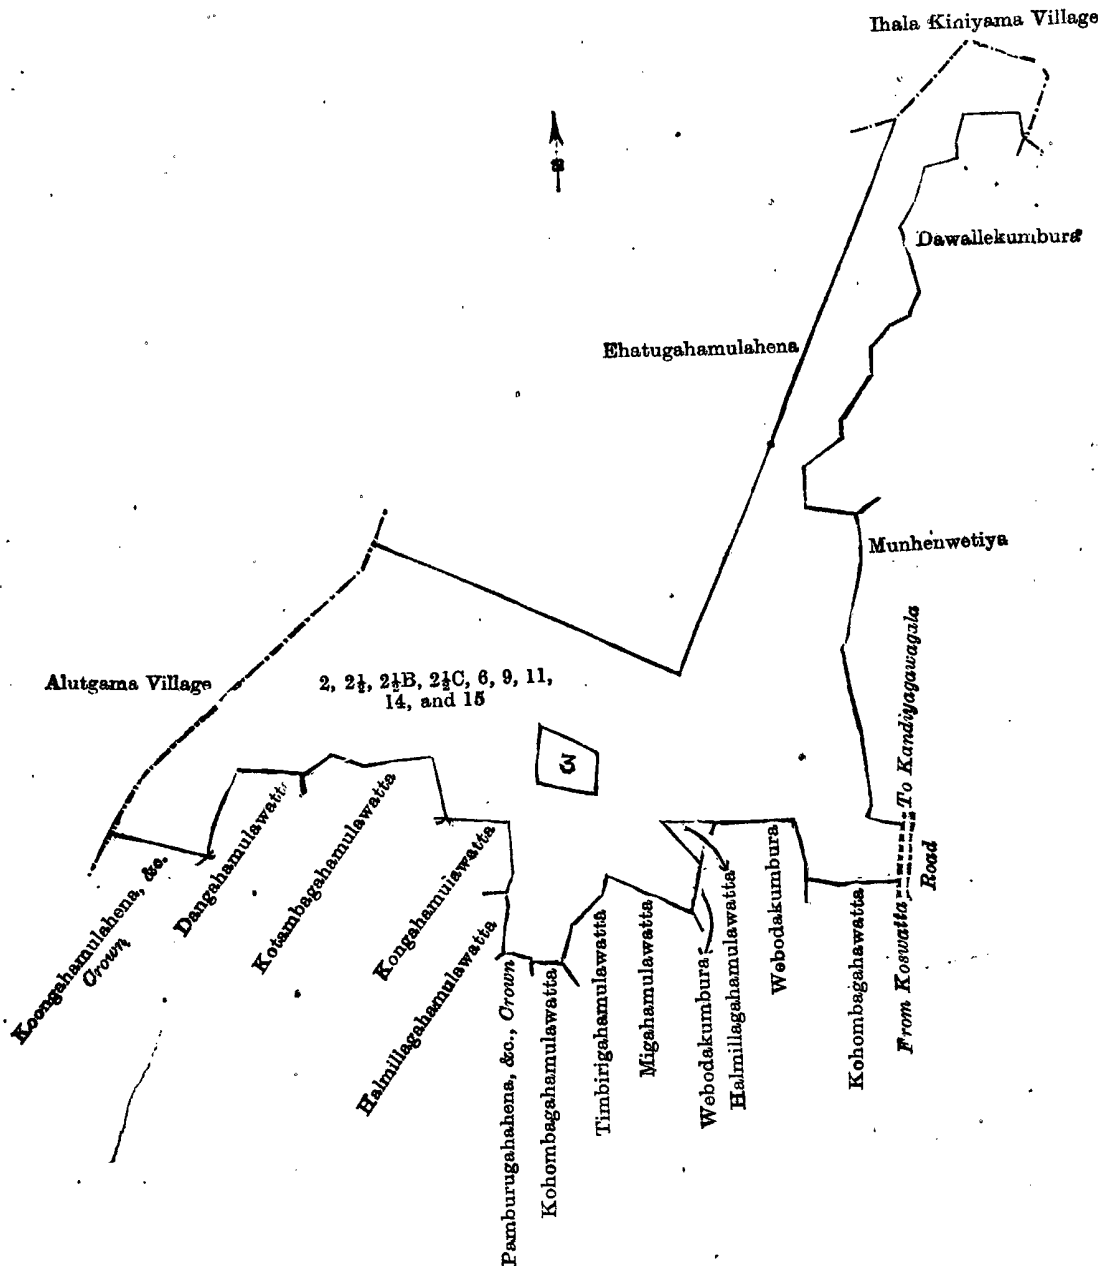 Ihala Kiniyama Village
Dawallekumbura
Ehatugahamulahena
Munhenwetiya
Alutgama Village
2, 2½, 2½B, 2½C, 6, 9, 11,
14, and 15
3
To Kandiyagawagala
Road
From Koswatta
Koongahamulahena, &c.
Crown
Dangahamulawatta
Kotambagahamulawatta
Kongahamulawatta
Halmillagahamulawatta
Pamburugahahena, &c., Crown
Kohombagahamulawatta
Timbirigahamulawatta
Migahamulawatta
Webodakumbura
Halmillagahamulawatta
Webodakumbura
Kohombagahawatta